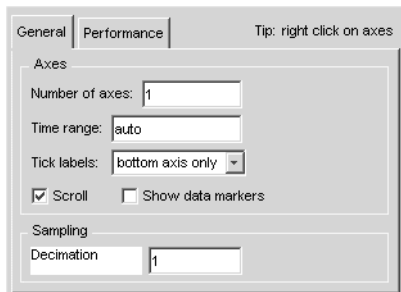 General Performance Tip: right click on axes
Axes
Number of axes: 1
Time range: auto
Tick labels: bottom axis only
Scroll Show data markers
Sampling
Decimation 1